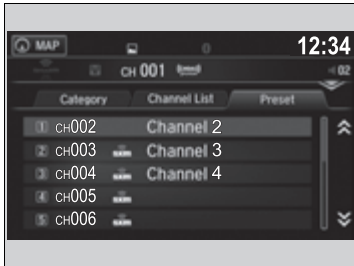 MAP 0 12:34
CH 001 02
Category Channel List Preset
1 CH002 Channel 2
2 CH003 Channel 3
3 CH004 Channel 4
4 CH005
5 CH006